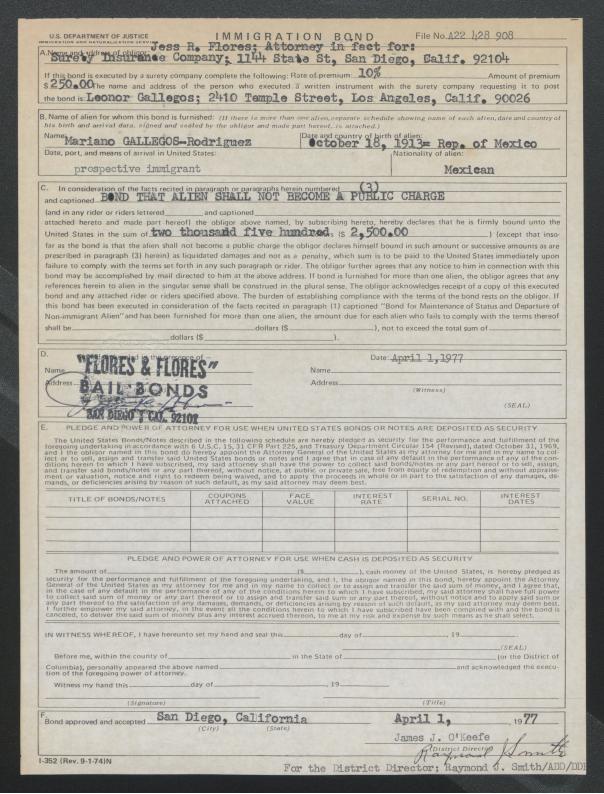 U.S. DEPARTMENT OF JUSTICE
IMMIGRATION AND NATURALIZATION SERVICE
IMMIGRATION BOND
File No. A22 428 908
A. Name and address of obligor:
Jess R. Flores; Attorney in fact for:
Surety Insurance Company; 1144 State St, San Diego, Calif. 92104
If this bond is executed by a surety company complete the following: Rate of premium 10% Amount of premium
$ 250.00 The name and address of the person who executed a written instrument with the surety company requesting it to post
the bond is: Leonor Gallegos; 2410 Temple Street, Los Angeles, Calif. 90026
B. Name of alien for whom this bond is furnished: (If there is more than one alien, separate schedule showing name of each alien, date and country of
his birth and arrival data, signed and sealed by the obligor and made part hereof, is attached.)
Name: Mariano GALLEGOS-Rodriguez
Date and country of birth of alien:
October 18, 1913= Rep. of Mexico
Date, port, and means of arrival in United States:
prospective immigrant
Nationality of alien:
Mexican
C. In consideration of the facts recited in paragraph or paragraphs herein numbered (3)
and captioned BOND THAT ALIEN SHALL NOT BECOME A PUBLIC CHARGE
(and in any rider or riders lettered and captioned
attached hereto and made part hereof) the obligor above named, by subscribing hereto, hereby declares that he is firmly bound unto the
United States in the sum of two thousand five hundred, ($ 2,500.00 ) (except that inso-
far as the bond is that the alien shall not become a public charge the obligor declares himself bound in such amount or successive amounts as are
prescribed in paragraph (3) herein) as liquidated damages and not as a penalty, which sum is to be paid to the United States immediately upon
failure to comply with the terms set forth in any such paragraph or rider. The obligor further agrees that any notice to him in connection with this
bond may be accomplished by mail directed to him at the above address. If bond is furnished for more than one alien, the obligor agrees that any
references herein to alien in the singular sense shall be construed in the plural sense. The obligor acknowledges receipt of a copy of this executed
bond and any attached rider or riders specified above. The burden of establishing compliance with the terms of the bond rests on the obligor. If
this bond has been executed in consideration of the facts recited in paragraph (1) captioned "Bond for Maintenance of Status and Departure of
Non-immigrant Alien" and has been furnished for more than one alien, the amount due for each alien who fails to comply with the terms thereof
shall be dollars ($ ), not to exceed the total sum of
dollars ($ ).
D. in the presence of -
Date: April 1,1977
Name
Name
Address
Address
"FLORES & FLORES"
BAIL BONDS
SAN DIEGO 1 CAL. 92101
(Witness)
(SEAL)
E. PLEDGE AND POWER OF ATTORNEY FOR USE WHEN UNITED STATES BONDS OR NOTES ARE DEPOSITED AS SECURITY
The United States Bonds/Notes described in the following schedule are hereby pledged as security for the performance and fulfillment of the
foregoing undertaking in accordance with 6 U.S.C. 15, 31 CFR Part 225, and Treasury Department Circular 154 (Revised), dated October 31, 1969,
and I the obligor named in this bond do hereby appoint the Attorney General of the United States as my attorney for me and in my name to col-
lect or to sell, assign and transfer said United States bonds or notes and I agree that in case of any default in the performance of any of the con-
ditions herein to which I have subscribed, my said attorney shall have the power to collect said bonds/notes or any part hereof or to sell, assign,
and transfer said bonds/notes or any part thereof, without notice, at public or private sale, free from equity of redemption and without appraise-
ment or valuation, notice and right to redeem being waived, and to apply the proceeds in whole or in part to the satisfaction of any damages, de-
mands, or deficiencies arising by reason of such default, as my said attorney may deem best.
TITLE OF BONDS/NOTES COUPONS ATTACHED FACE VALUE INTEREST RATE SERIAL NO. INTEREST DATES
PLEDGE AND POWER OF ATTORNEY FOR USE WHEN CASH IS DEPOSITED AS SECURITY
The amount of ($ ), cash money of the United States, is hereby pledged as
security for the performance and fulfillment of the foregoing undertaking, and I, the obligor named in this bond, hereby appoint the Attorney
General of the United States as my attorney for me and in my name to collect or to assign and transfer the said sum of money, and I agree that,
in the case of any default in the performance of any of the conditions herein to which I have subscribed, my said attorney shall have full power
to collect said sum of money or any part thereof or to assign and transfer said sum or any part thereof, without notice and to apply said sum or
any part thereof to the satisfaction of any damages, demands, or deficiencies arising by reason of such default, as my said attorney may deem best.
I further empower my said attorney, in the event all the conditions herein to which I have subscribed have been complied with and the bond is
canceled, to deliver the said sum of money plus any interest accrued thereon, to me at my risk and expense by such means as he shall select.
IN WITNESS WHEREOF, I have hereunto set my hand and seal this day of , 19
(SEAL)
Before me, within the county of in the State of (or the District of
Columbia), personally appeared the above named and acknowledged the execu-
tion of the foregoing power of attorney.
Witness my hand this day of , 19
(Signature)
(Title)
F. Bond approved and accepted San Diego, California April 1, 1977
(City) (State)
James J. O'Keefe
(District Director)
Raymond J. Smith
I-352 (Rev. 9-1-74)N
For the District Director; Raymond J. Smith/ADD/DDE